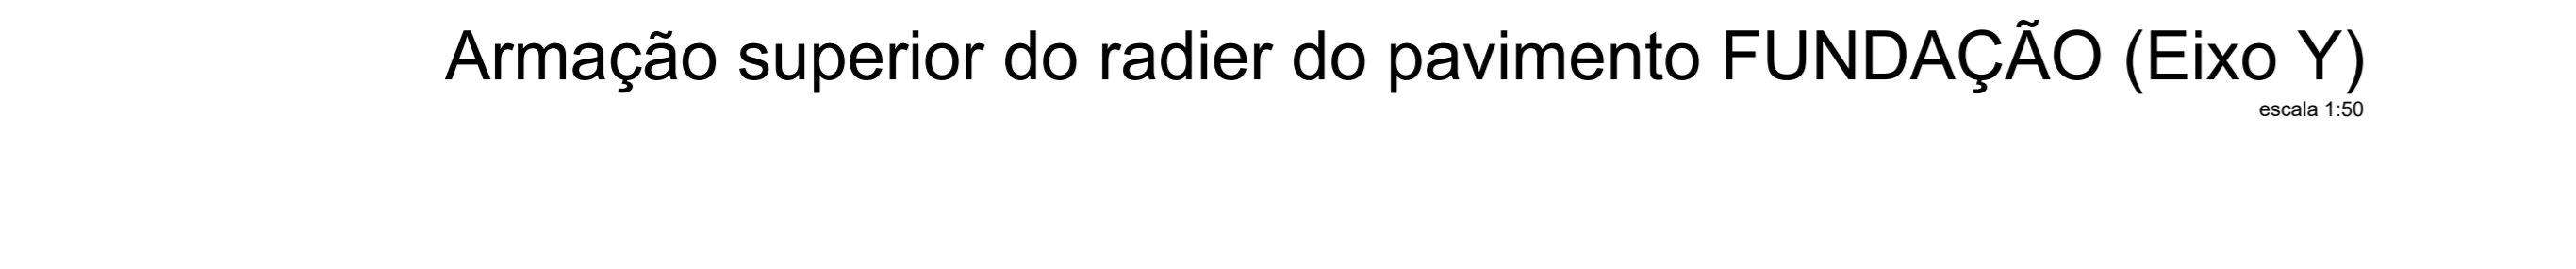 Armação superior do radier do pavimento FUNDAÇÃO (Eixo Y)
escala 1:50